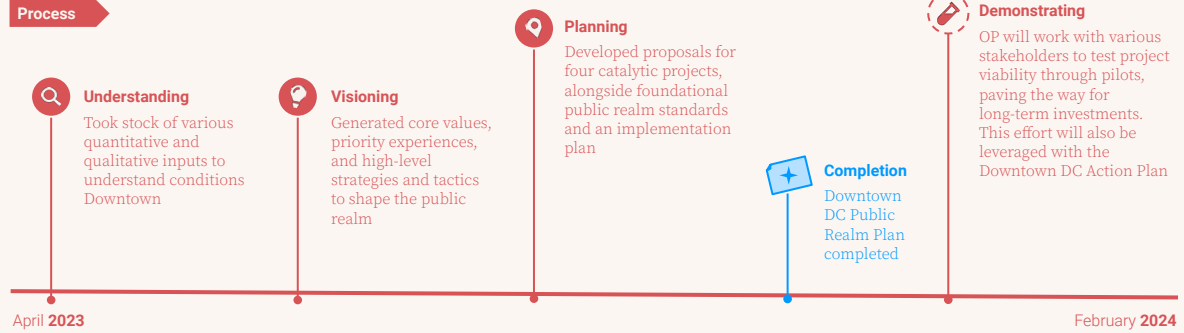 Process
Understanding
Took stock of various
quantitative and
qualitative inputs to
understand conditions
Downtown
Visioning
Generated core values,
priority experiences,
and high-level
strategies and tactics
to shape the public
realm
Planning
Developed proposals for
four catalytic projects,
alongside foundational
public realm standards
and an implementation
plan
Completion
Downtown
DC Public
Realm Plan
completed
Demonstrating
OP will work with various
stakeholders to test project
viability through pilots,
paving the way for
long-term investments.
This effort will also be
leveraged with the
Downtown DC Action Plan
April 2023
February 2024